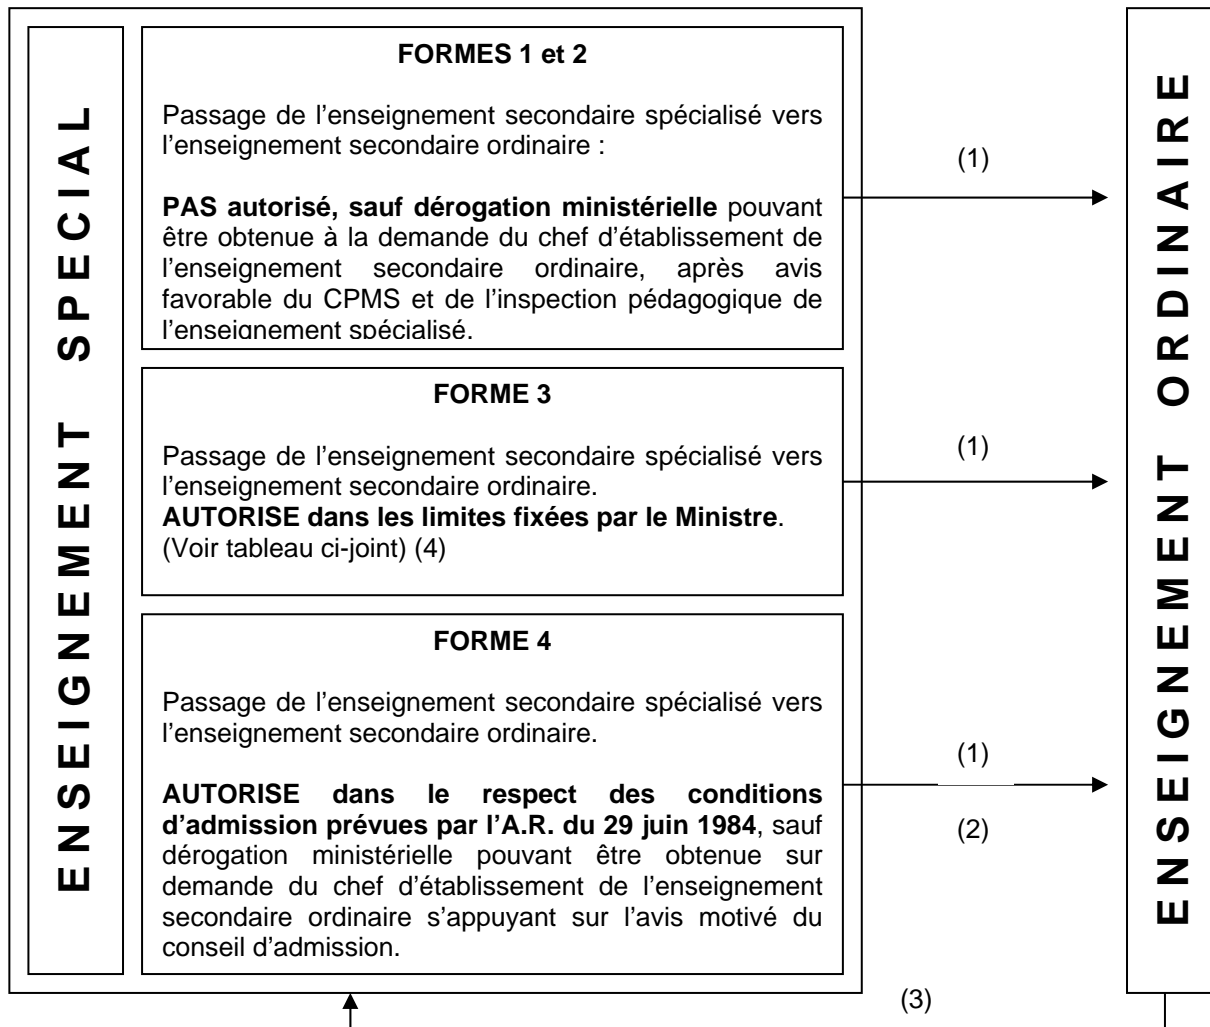 ENSEIGNEMENT SPECIAL
FORMES 1 et 2
Passage de l’enseignement secondaire spécialisé vers
l’enseignement secondaire ordinaire :
PAS autorisé, sauf dérogation ministérielle pouvant
être obtenue à la demande du chef d’établissement de
l’enseignement secondaire ordinaire, après avis
favorable du CPMS et de l’inspection pédagogique de
l’enseignement spécialisé.
(1)
FORME 3
Passage de l’enseignement secondaire spécialisé vers
l’enseignement secondaire ordinaire.
AUTORISE dans les limites fixées par le Ministre.
(Voir tableau ci-joint) (4)
(1)
FORME 4
Passage de l’enseignement secondaire spécialisé vers
l’enseignement secondaire ordinaire.
AUTORISE dans le respect des conditions
d’admission prévues par l’A.R. du 29 juin 1984, sauf
dérogation ministérielle pouvant être obtenue sur
demande du chef d’établissement de l’enseignement
secondaire ordinaire s’appuyant sur l’avis motivé du
conseil d’admission.
(1)
(2)
(3)
ENSEIGNEMENT ORDINAIRE